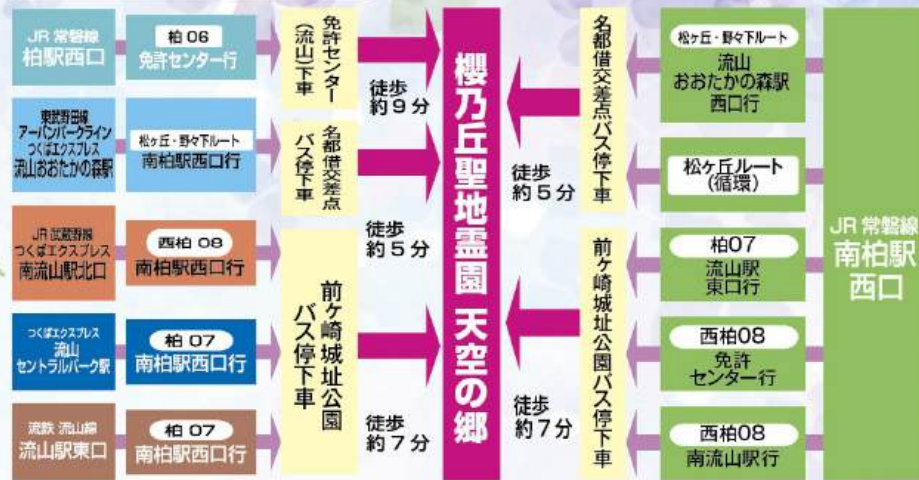 JR 常磐線
柏駅西口
柏 06
免許センター行
免許センター
(流山)下車
徒歩
約9分
東武野田線
アーバンパークライン
つくばエクスプレス
流山おおたかの森駅
松ヶ丘・野々下ルート
南柏駅西口行
名都借交差点
バス停下車
徒歩
約5分
JR 武蔵野線
つくばエクスプレス
南流山駅北口
西柏 08
南柏駅西口行
つくばエクスプレス
流山
セントラルパーク駅
柏 07
南柏駅西口行
流鉄 流山線
流山駅東口
柏 07
南柏駅西口行
前ヶ崎城址公園
バス停下車
徒歩
約7分
櫻乃丘聖地霊園 天空の郷
徒歩
約5分
名都借交差点バス停下車
松ヶ丘・野々下ルート
流山
おおたかの森駅
西口行
松ヶ丘ルート
(循環)
徒歩
約7分
前ヶ崎城址公園バス停下車
柏07
流山駅
東口行
西柏08
免許
センター行
西柏08
南流山駅行
JR 常磐線
南柏駅
西口